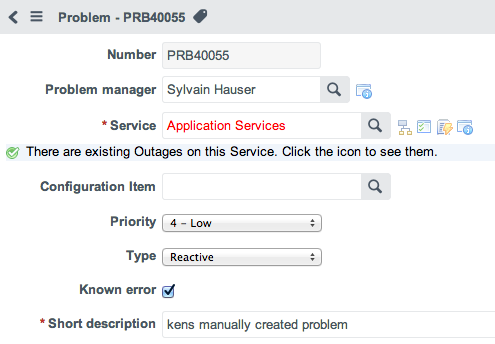 Problem - PRB40055
Number PRB40055
Problem manager Sylvain Hauser
* Service Application Services
There are existing Outages on this Service. Click the icon to see them.
Configuration Item
Priority 4 - Low
Type Reactive
Known error
* Short description kens manually created problem